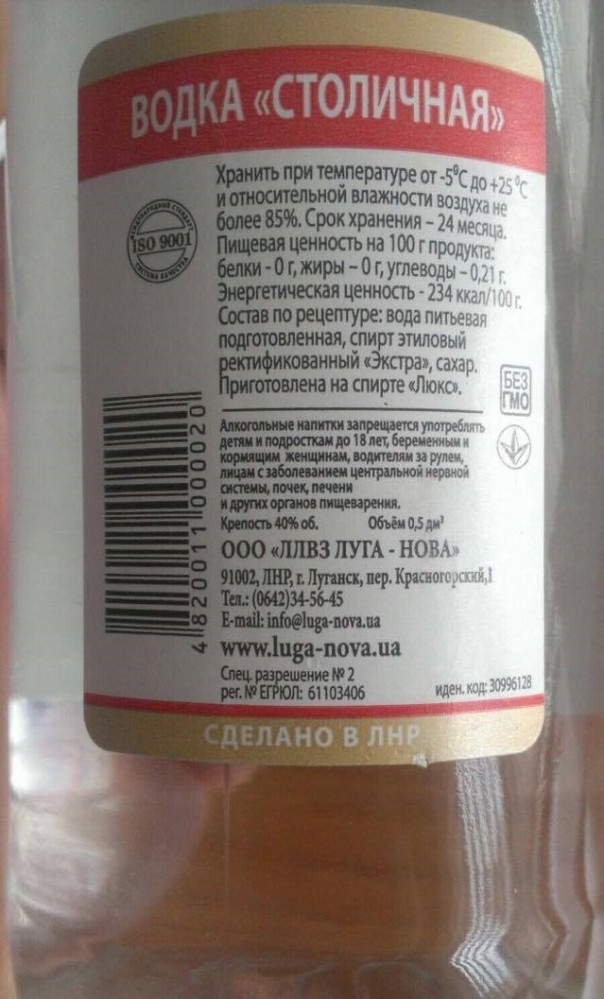 ВОДКА «СТОЛИЧНАЯ»
Хранить при температуре от -5°С до +25 °С
и относительной влажности воздуха не
более 85%. Срок хранения – 24 месяца.
Пищевая ценность на 100 г продукта:
белки - 0 г, жиры – 0 г, углеводы – 0,21 г.
Энергетическая ценность - 234 ккал/100 г.
Состав по рецептуре: вода питьевая
подготовленная, спирт этиловый
ректификованный «Экстра», сахар.
Приготовлена на спирте «Люкс».
МЕЖДУНАРОДНЫЙ СТАНДАРТ
ISO 9001
СИСТЕМА КАЧЕСТВА
БЕЗ
ГМО
Алкогольные напитки запрещается употреблять
детям и подросткам до 18 лет, беременным и
кормящим женщинам, водителям за рулем,
лицам с заболеванием центральной нервной
системы, почек, печени
и других органов пищеварения.
Крепость 40% об. Объём 0,5 дм³
ООО «ЛЛВЗ ЛУГА - НОВА»
91002, ЛНР, г. Луганск, пер. Красногорский,1
Тел.: (0642)34-56-45
E-mail: info@luga-nova.ua
www.luga-nova.ua
Спец. разрешение № 2
рег. № ЕГРЮЛ: 61103406 иден. код: 30996128
4 820011 000020
СДЕЛАНО В ЛНР